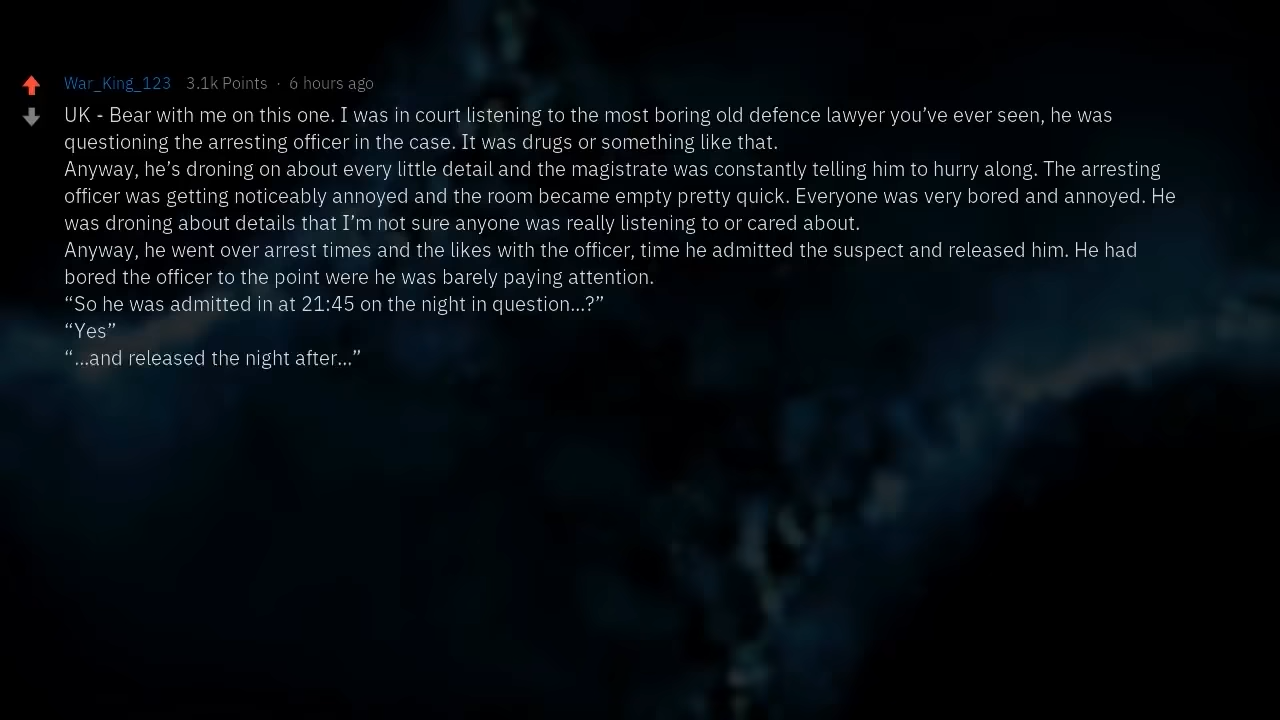 War_King_123 3.1k Points · 6 hours ago
UK - Bear with me on this one. I was in court listening to the most boring old defence lawyer you’ve ever seen, he was
questioning the arresting officer in the case. It was drugs or something like that.
Anyway, he’s droning on about every little detail and the magistrate was constantly telling him to hurry along. The arresting
officer was getting noticeably annoyed and the room became empty pretty quick. Everyone was very bored and annoyed. He
was droning about details that I’m not sure anyone was really listening to or cared about.
Anyway, he went over arrest times and the likes with the officer, time he admitted the suspect and released him. He had
bored the officer to the point were he was barely paying attention.
“So he was admitted in at 21:45 on the night in question...?”
“Yes”
“...and released the night after...”